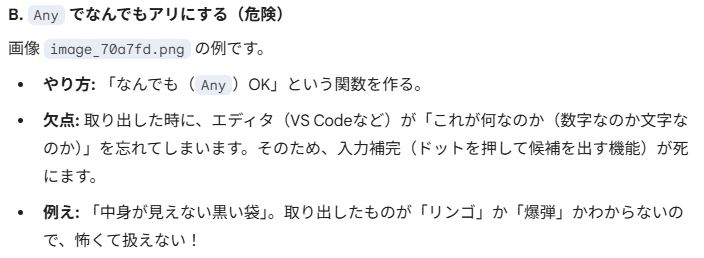 B. Any でなんでもアリにする（危険）
画像 image_70a7fd.png の例です。
• やり方: 「なんでも（Any）OK」という関数を作る。
• 欠点: 取り出した時に、エディタ（VS Codeなど）が「これが何なのか（数字なのか文字な
のか）」を忘れてしまいます。そのため、入力補完（ドットを押して候補を出す機能）が死
にます。
• 例え: 「中身が見えない黒い袋」。取り出したものが「リンゴ」か「爆弾」かわからないの
で、怖くて扱えない！